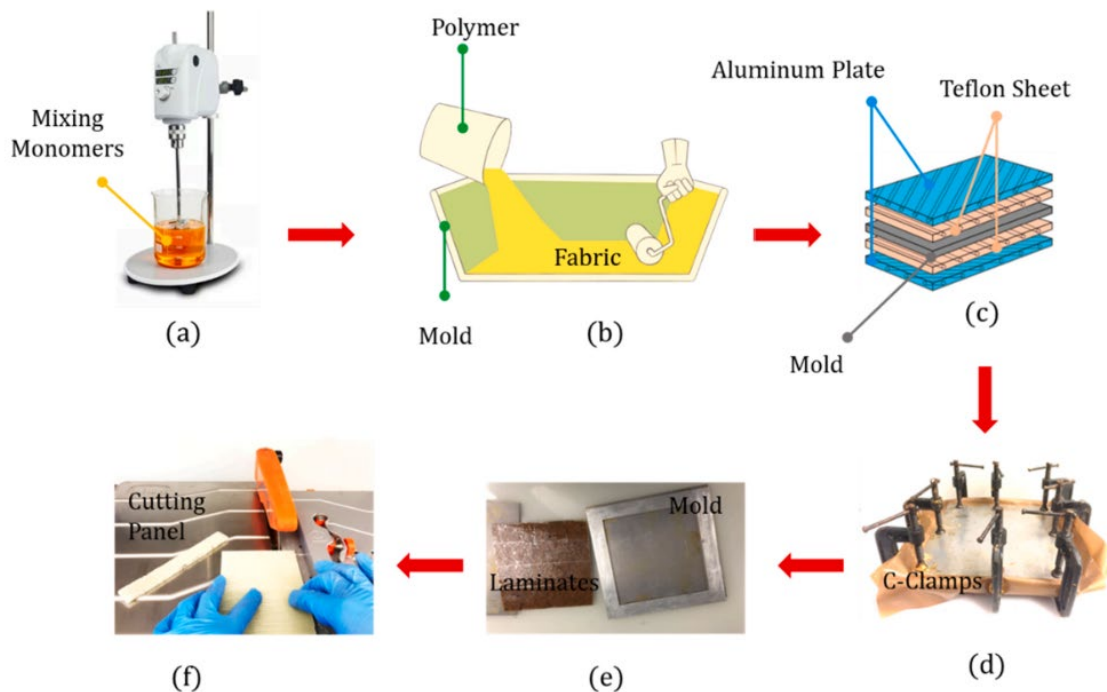 Mixing
Monomers
(a)
Polymer
Fabric
Mold
(b)
Aluminum Plate
Teflon Sheet
Mold
(c)
C-Clamps
(d)
Mold
Laminates
(e)
Cutting
Panel
(f)